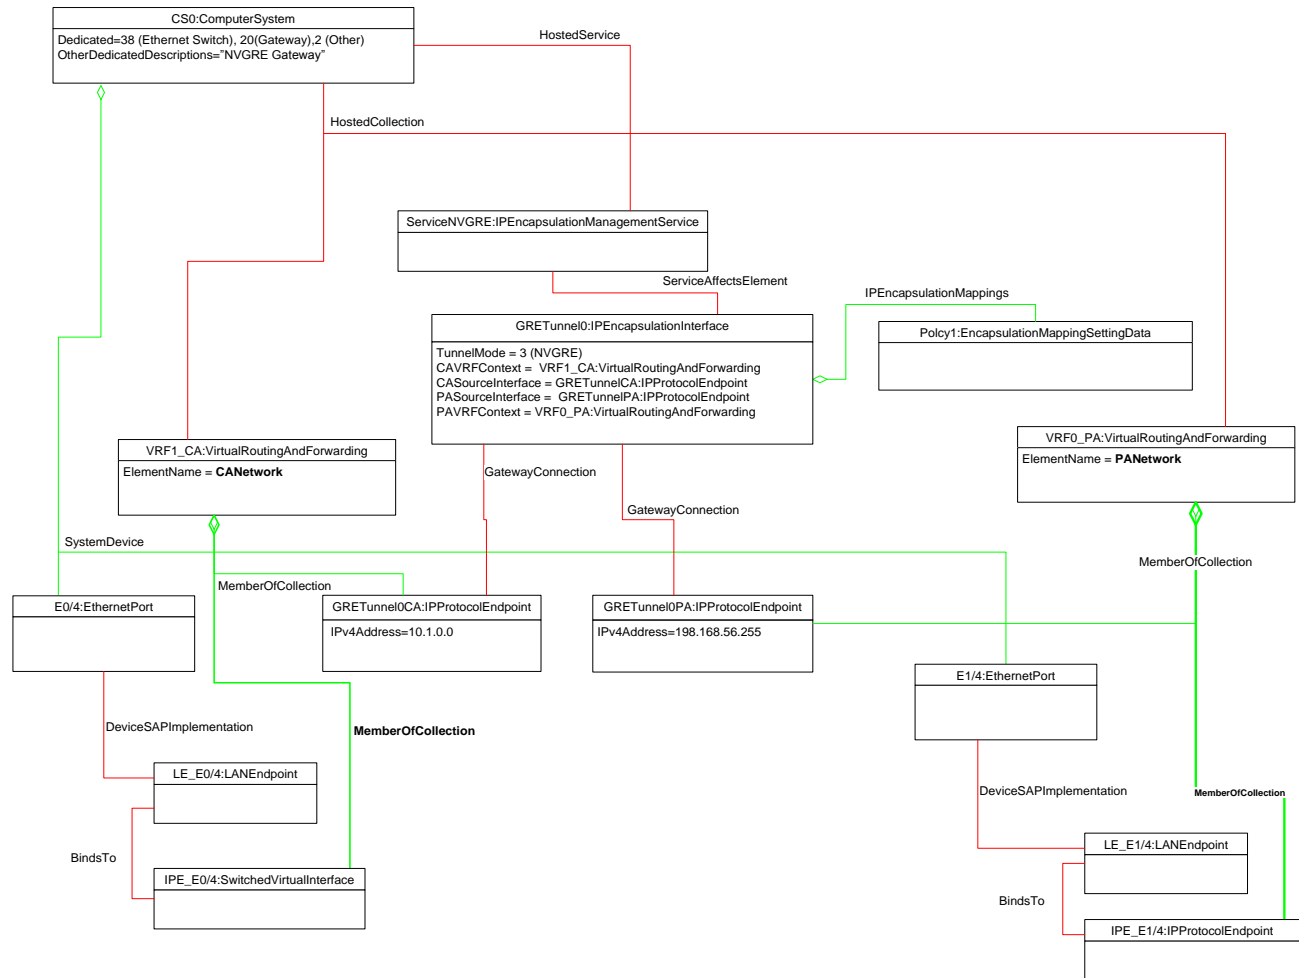 CS0:ComputerSystem
Dedicated=38 (Ethernet Switch), 20(Gateway),2 (Other)
OtherDedicatedDescriptions="NVGRE Gateway"
HostedService
HostedCollection
ServiceNVGRE:IPEncapsulationManagementService
ServiceAffectsElement
IPEncapsulationMappings
GRETunnel0:IPEncapsulationInterface
TunnelMode = 3 (NVGRE)
CAVRFContext =  VRF1_CA:VirtualRoutingAndForwarding
CASourceInterface = GRETunnelCA:IPProtocolEndpoint
PASourceInterface =  GRETunnelPA:IPProtocolEndpoint
PAVRFContext = VRF0_PA:VirtualRoutingAndForwarding
Polcy1:EncapsulationMappingSettingData
VRF1_CA:VirtualRoutingAndForwarding
ElementName = CANetwork
VRF0_PA:VirtualRoutingAndForwarding
ElementName = PANetwork
GatewayConnection
GatewayConnection
SystemDevice
MemberOfCollection
MemberOfCollection
E0/4:EthernetPort
GRETunnel0CA:IPProtocolEndpoint
IPv4Address=10.1.0.0
GRETunnel0PA:IPProtocolEndpoint
IPv4Address=198.168.56.255
E1/4:EthernetPort
DeviceSAPImplementation
MemberOfCollection
LE_E0/4:LANEndpoint
DeviceSAPImplementation
MemberOfCollection
LE_E1/4:LANEndpoint
BindsTo
IPE_E0/4:SwitchedVirtualInterface
BindsTo
IPE_E1/4:IPProtocolEndpoint